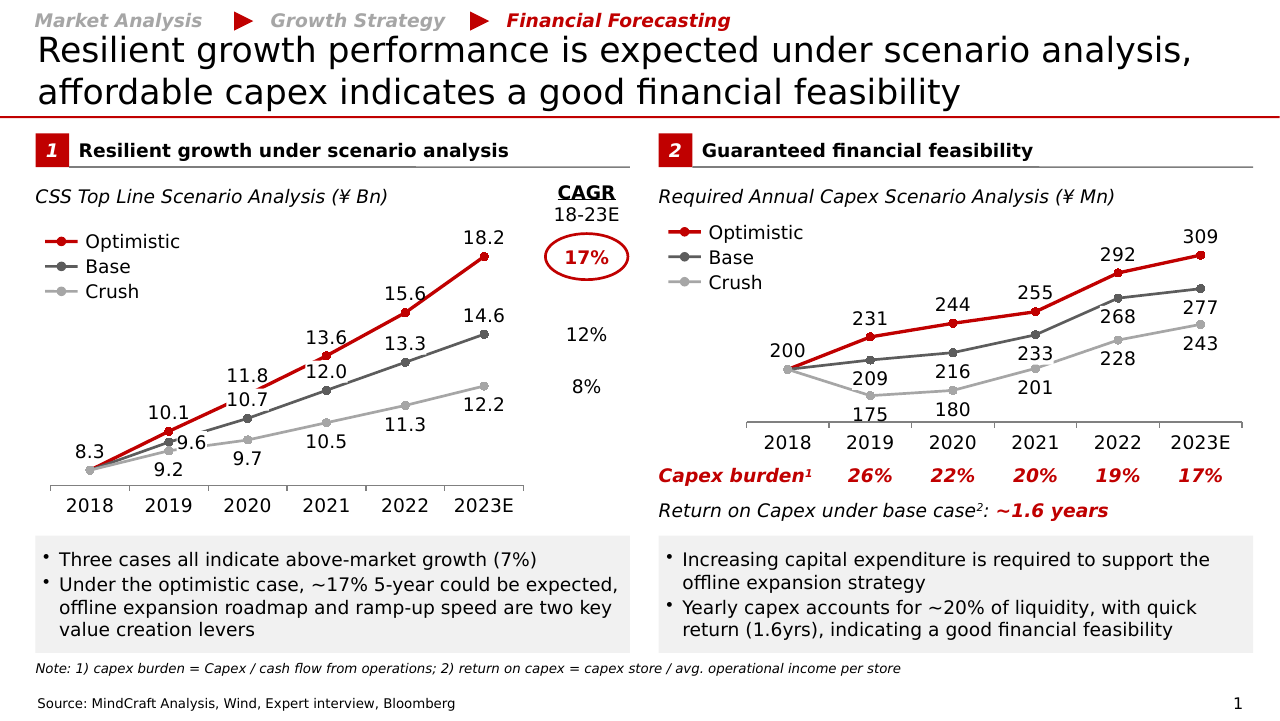 Market Analysis Growth Strategy Financial Forecasting
Resilient growth performance is expected under scenario analysis,
affordable capex indicates a good financial feasibility
1 Resilient growth under scenario analysis
CSS Top Line Scenario Analysis (¥ Bn)
CAGR
18-23E
Optimistic
Base
Crush
18.2
17%
15.6
14.6
13.6
13.3
12%
11.8
12.0
10.7
12.2
8%
10.1
11.3
9.6
10.5
8.3
9.2
9.7
2018 2019 2020 2021 2022 2023E
Three cases all indicate above-market growth (7%)
Under the optimistic case, ~17% 5-year could be expected,
offline expansion roadmap and ramp-up speed are two key
value creation levers
2 Guaranteed financial feasibility
Required Annual Capex Scenario Analysis (¥ Mn)
Optimistic
Base
Crush
309
292
255
244
231
277
268
200
233
243
216
228
209
201
180
175
2018 2019 2020 2021 2022 2023E
Capex burden¹ 26% 22% 20% 19% 17%
Return on Capex under base case²: ~1.6 years
Increasing capital expenditure is required to support the
offline expansion strategy
Yearly capex accounts for ~20% of liquidity, with quick
return (1.6yrs), indicating a good financial feasibility
Note: 1) capex burden = Capex / cash flow from operations; 2) return on capex = capex store / avg. operational income per store
Source: MindCraft Analysis, Wind, Expert interview, Bloomberg
1